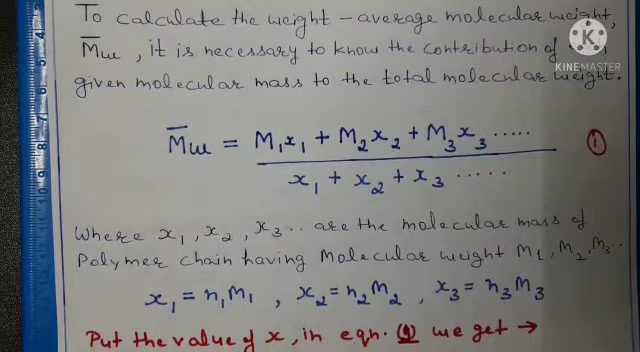 To calculate the weight - average molecular weight,
M̅w, it is necessary to know the contribution of
given molecular mass to the total molecular weight.
KINEMASTER
M̅w = M₁x₁ + M₂x₂ + M₃x₃ ..... / x₁ + x₂ + x₃ ..... ①
Where x₁, x₂, x₃.. are the molecular mass of
Polymer chain having Molecular weight M₁, M₂, M₃..
x₁ = n₁M₁ , x₂ = n₂M₂ , x₃ = n₃M₃
Put the value of x, in eqn. ① we get →